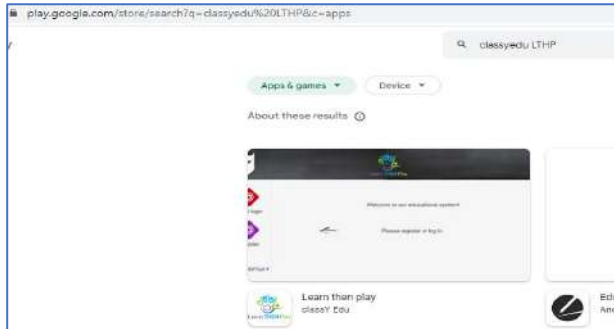 play.google.com/store/search?q=classyedu%20LTHP&c=apps
classyedu LTHP
Apps & games
Device
About these results
Welcome to our educational system!
Please register or log in
Learn then play
classY Edu